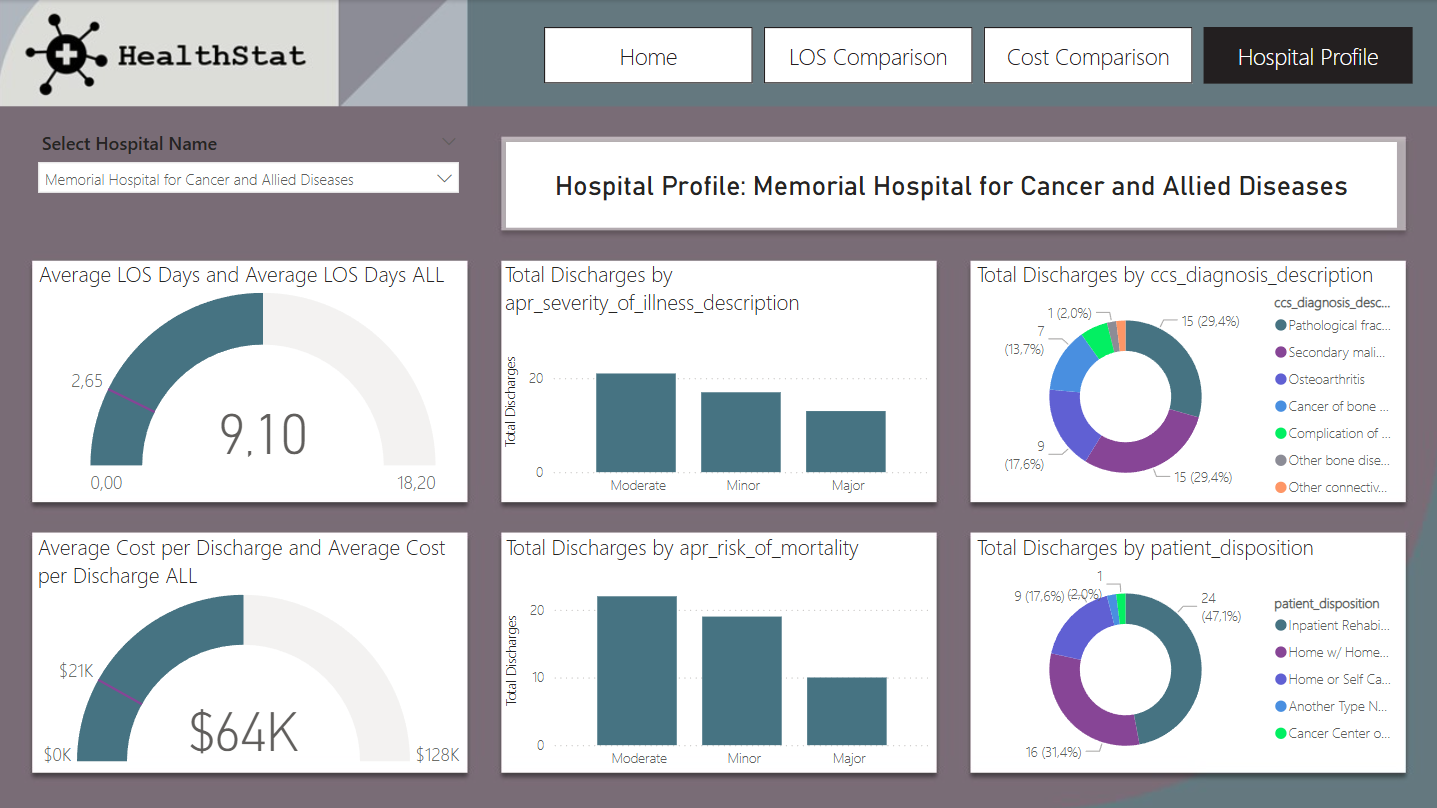 HealthStat
Home
LOS Comparison
Cost Comparison
Hospital Profile
Select Hospital Name
Memorial Hospital for Cancer and Allied Diseases
Hospital Profile: Memorial Hospital for Cancer and Allied Diseases
Average LOS Days and Average LOS Days ALL
2,65
9,10
0,00
18,20
Total Discharges by
apr_severity_of_illness_description
Total Discharges
20
0
Moderate
Minor
Major
Total Discharges by ccs_diagnosis_description
1 (2,0%)
7
(13,7%)
9
(17,6%)
15 (29,4%)
15 (29,4%)
ccs_diagnosis_desc...
Pathological frac...
Secondary mali...
Osteoarthritis
Cancer of bone ...
Complication of ...
Other bone dise...
Other connectiv...
Average Cost per Discharge and Average Cost
per Discharge ALL
$21K
$64K
$0K
$128K
Total Discharges by apr_risk_of_mortality
Total Discharges
20
10
0
Moderate
Minor
Major
Total Discharges by patient_disposition
1
(2,0%)
9 (17,6%)
24
(47,1%)
16 (31,4%)
patient_disposition
Inpatient Rehabi...
Home w/ Home...
Home or Self Ca...
Another Type N...
Cancer Center o...